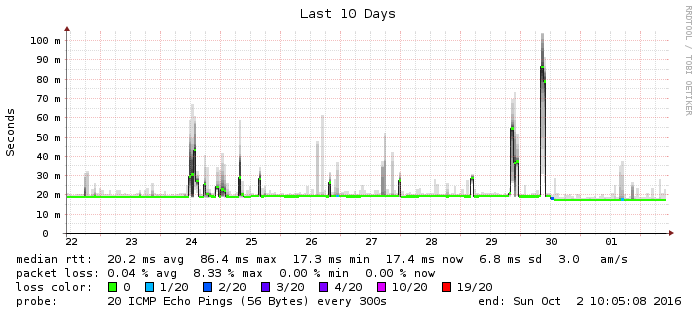 Last 10 Days
RRDTOOL / TOBI OETIKER
Seconds
100 m
90 m
80 m
70 m
60 m
50 m
40 m
30 m
20 m
10 m
0
22 23 24 25 26 27 28 29 30 01
median rtt: 20.2 ms avg 86.4 ms max 17.3 ms min 17.4 ms now 6.8 ms sd 3.0 am/s
packet loss: 0.04 % avg 8.33 % max 0.00 % min 0.00 % now
loss color: 0 1/20 2/20 3/20 4/20 10/20 19/20
probe: 20 ICMP Echo Pings (56 Bytes) every 300s end: Sun Oct 2 10:05:08 2016